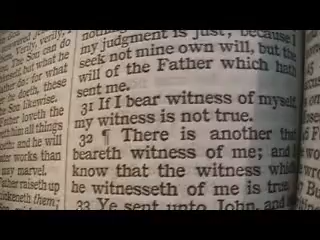 Verily, verily, I
The Son can do
but what he
Father do: for what
he doeth, these
Son likewise.
Father loveth the
him all things
and he will
works than
may marvel.
Father raiseth up
quickeneth them;
nothing
my judgment is just; because I
seek not mine own will, but the
will of the Father which hath
sent me.
31 If I bear witness of myself,
my witness is not true.
32 ¶ There is another that
beareth witness of me; and I
know that the witness which
he witnesseth of me is true.
33 Ye sent unto John, and